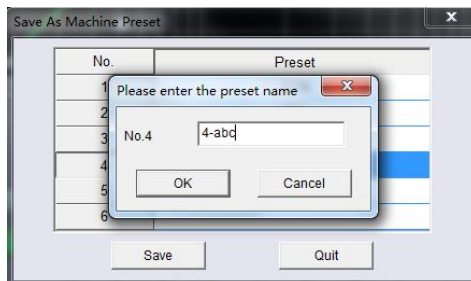 Save As Machine Preset
x
No. Preset
1
Please enter the preset name x
2
3
No.4 4-abc
4
OK Cancel
5
6
Save Quit